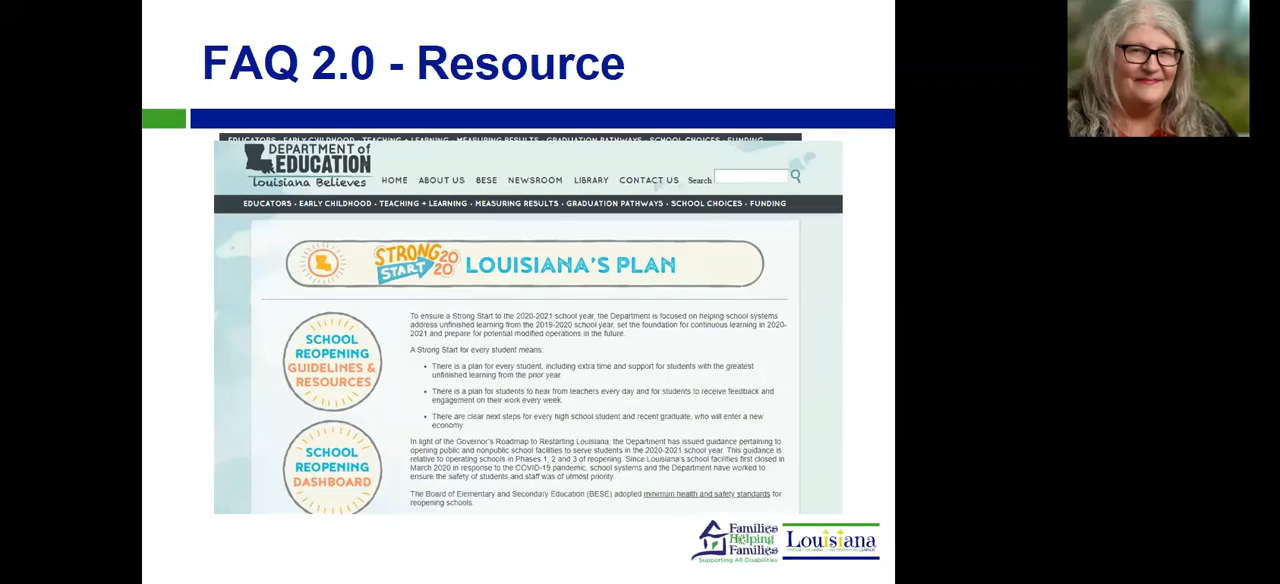 FAQ 2.0 - Resource
EDUCATORS • EARLY CHILDHOOD • TEACHING + LEARNING • MEASURING RESULTS • GRADUATION PATHWAYS • SCHOOL CHOICES • FUNDING
DEPARTMENT of
EDUCATION
Louisiana Believes
HOME ABOUT US BESE NEWSROOM LIBRARY CONTACT US Search
EDUCATORS • EARLY CHILDHOOD • TEACHING + LEARNING • MEASURING RESULTS • GRADUATION PATHWAYS • SCHOOL CHOICES • FUNDING
STRONG START 2020 LOUISIANA'S PLAN
To ensure a Strong Start to the 2020-2021 school year, the Department is focused on helping school systems
address unfinished learning from the 2019-2020 school year, set the foundation for continuous learning in 2020-
2021 and prepare for potential modified operations in the future.
A Strong Start for every student means:
• There is a plan for every student, including extra time and support for students with the greatest
unfinished learning from the prior year.
• There is a plan for students to hear from teachers every day and for students to receive feedback and
engagement on their work every week.
• There are clear next steps for every high school student and recent graduate, who will enter a new
economy
In light of the Governor's Roadmap to Restarting Louisiana, the Department has issued guidance pertaining to
opening public and nonpublic school facilities to serve students in the 2020-2021 school year. This guidance is
relative to operating schools in Phases 1, 2 and 3 of reopening. Since Louisiana's school facilities first closed in
March 2020 in response to the COVID-19 pandemic, school systems and the Department have worked to
ensure the safety of students and staff was of utmost priority.
The Board of Elementary and Secondary Education (BESE) adopted minimum health and safety standards for
reopening schools.
SCHOOL
REOPENING
GUIDELINES &
RESOURCES
SCHOOL
REOPENING
DASHBOARD
Families
Helping
Families
Supporting All Disabilities
Louisiana